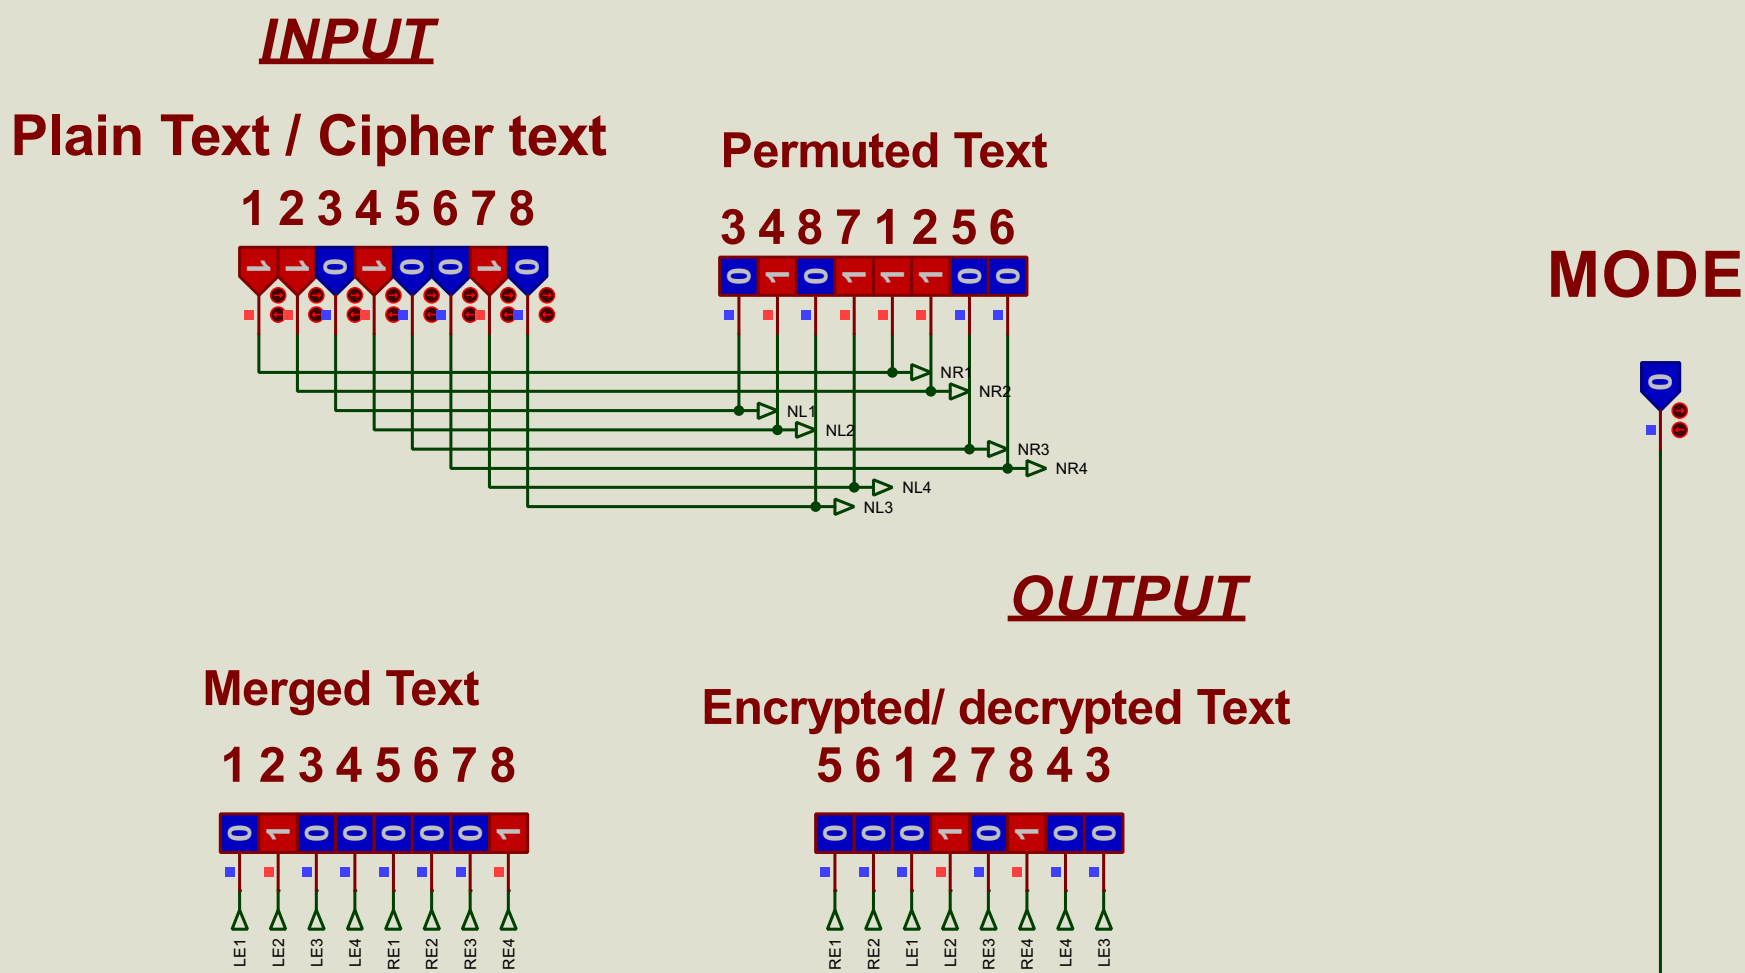 INPUT
Plain Text / Cipher text
Permuted Text
1 2 3 4 5 6 7 8
3 4 8 7 1 2 5 6
MODE
1 1 0 1 0 0 1 0
0 1 0 1 1 1 0 0
0
NR1
NR2
NL1
NL2
NR3
NR4
NL4
NL3
OUTPUT
Merged Text
Encrypted/ decrypted Text
1 2 3 4 5 6 7 8
5 6 1 2 7 8 4 3
0 1 0 0 0 0 0 1
0 0 0 1 0 1 0 0
LE1 LE2 LE3 LE4 RE1 RE2 RE3 RE4
RE1 RE2 LE1 LE2 RE3 RE4 LE4 LE3